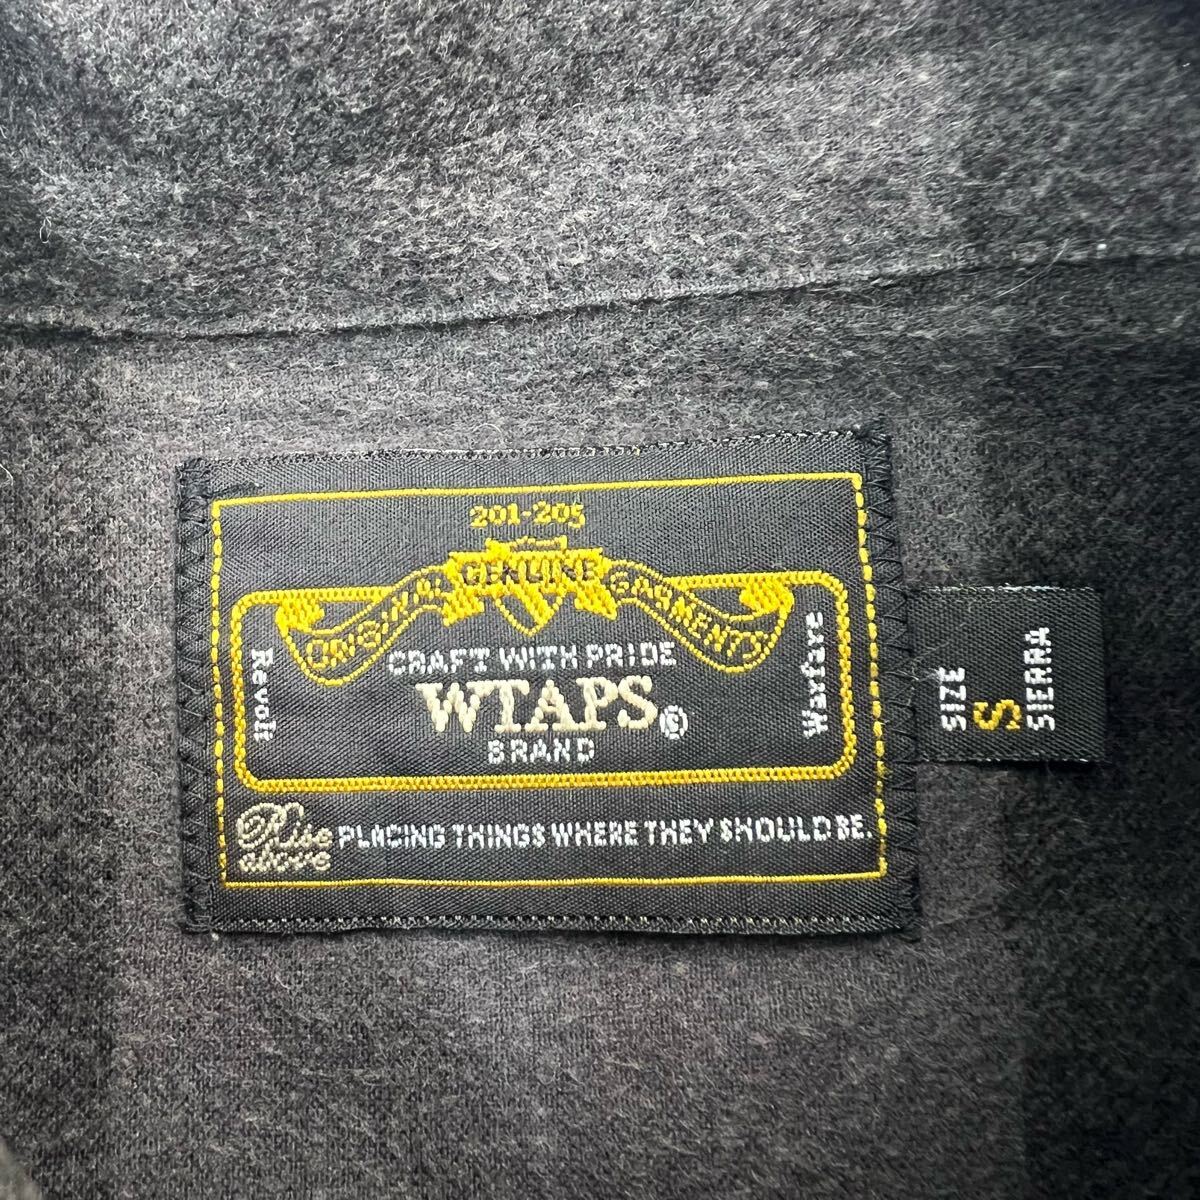 201-205
ORIGINAL GENUINE GARMENTS
CRAFT WITH PRIDE
WTAPS®
BRAND
Revolt
Warfare
Rise
above
PLACING THINGS WHERE THEY SHOULD BE.
SIZE
S
SIERRA